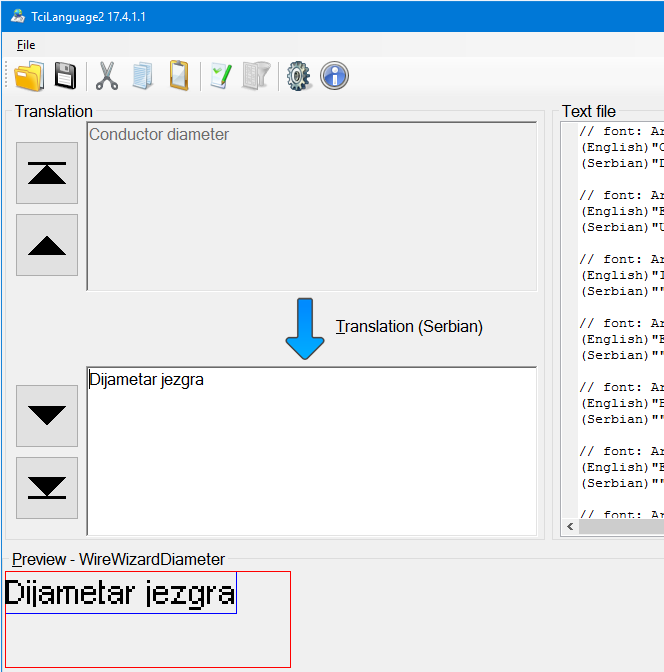 TciLanguage2 17.4.1.1
File
Translation
Conductor diameter
Translation (Serbian)
Dijametar jezgra
Text file
// font: Ar
(English)"C
(Serbian)"D
// font: Ar
(English)"E
(Serbian)"U
// font: Ar
(English)"I
(Serbian)""
// font: Ar
(English)"E
(Serbian)""
// font: Ar
(English)"E
(Serbian)""
// font: Ar
(English)"E
(Serbian)""
// font: Ar
Preview - WireWizardDiameter
Dijametar jezgra